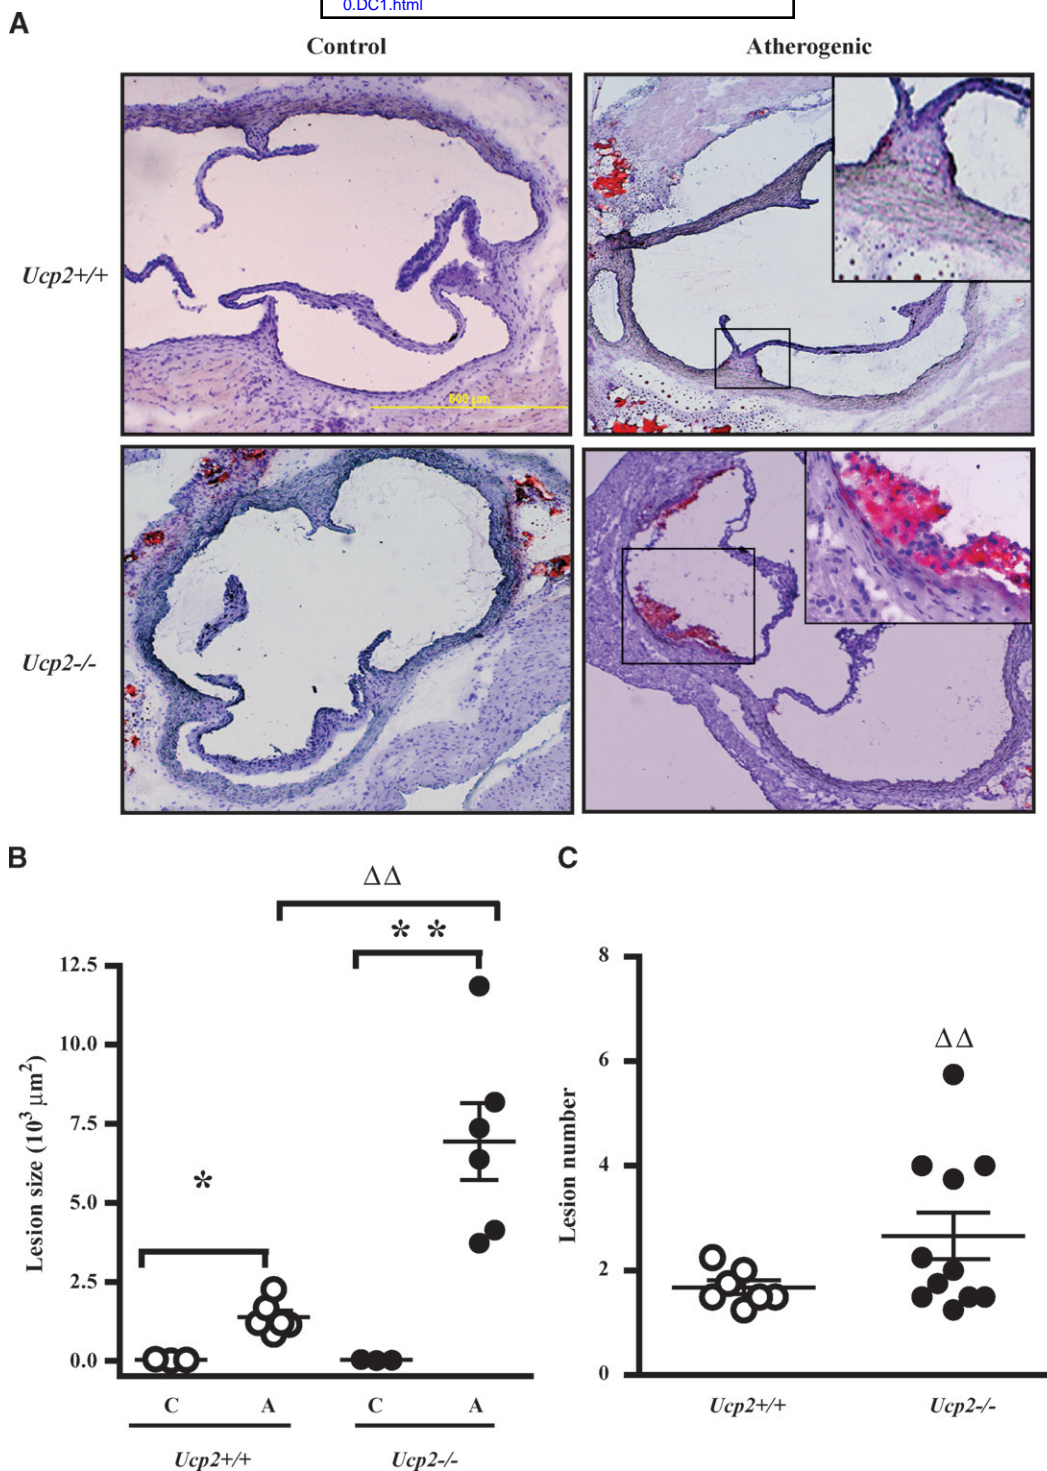 0.DC1.html
A
Control
Atherogenic
Ucp2+/+
500 µm
Ucp2-/-
B
C
ΔΔ
* *
12.5
10.0
7.5
5.0
2.5
0.0
Lesion size (10³ µm²)
*
C
A
C
A
Ucp2+/+
Ucp2-/-
8
6
4
2
0
Lesion number
ΔΔ
Ucp2+/+
Ucp2-/-